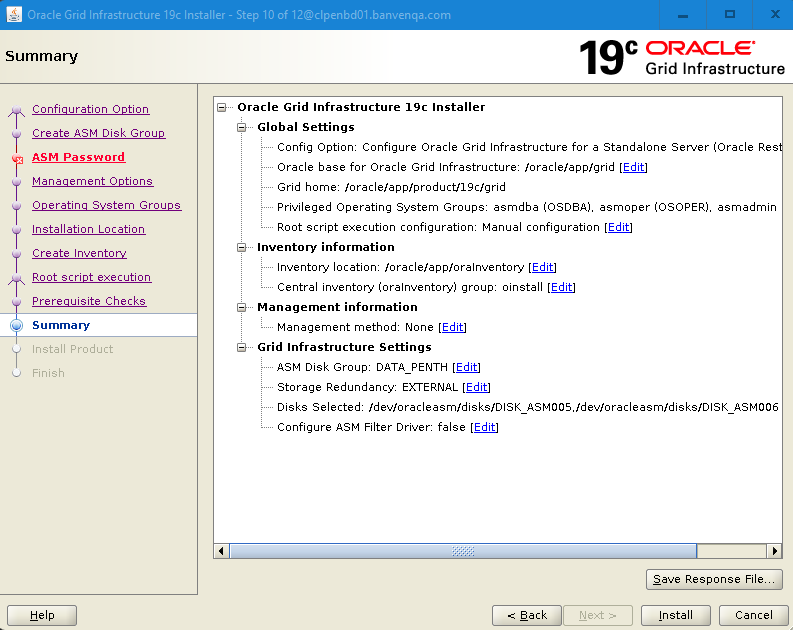 Oracle Grid Infrastructure 19c Installer - Step 10 of 12@clpenbd01.banvenqa.com
Summary
19c ORACLE
Grid Infrastructure
Configuration Option
Create ASM Disk Group
ASM Password
Management Options
Operating System Groups
Installation Location
Create Inventory
Root script execution
Prerequisite Checks
Summary
Install Product
Finish
Oracle Grid Infrastructure 19c Installer
Global Settings
Config Option: Configure Oracle Grid Infrastructure for a Standalone Server (Oracle Rest
Oracle base for Oracle Grid Infrastructure: /oracle/app/grid [Edit]
Grid home: /oracle/app/product/19c/grid
Privileged Operating System Groups: asmdba (OSDBA), asmoper (OSOPER), asmadmin
Root script execution configuration: Manual configuration [Edit]
Inventory information
Inventory location: /oracle/app/oraInventory [Edit]
Central inventory (oraInventory) group: oinstall [Edit]
Management information
Management method: None [Edit]
Grid Infrastructure Settings
ASM Disk Group: DATA_PENTH [Edit]
Storage Redundancy: EXTERNAL [Edit]
Disks Selected: /dev/oracleasm/disks/DISK_ASM005,/dev/oracleasm/disks/DISK_ASM006
Configure ASM Filter Driver: false [Edit]
Save Response File...
Help
< Back
Next >
Install
Cancel